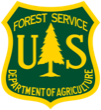 FOREST SERVICE
U S
DEPARTMENT OF AGRICULTURE